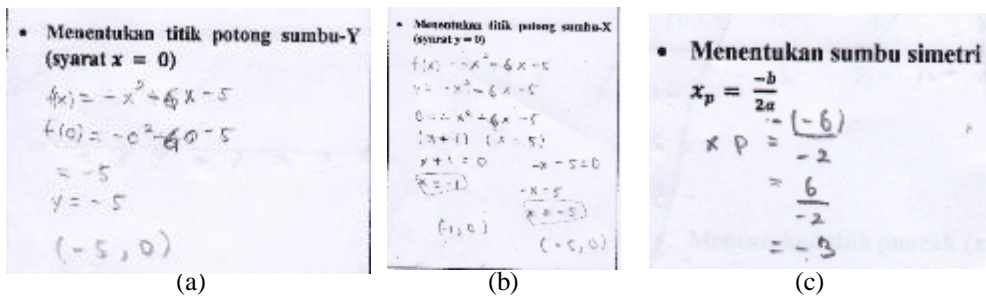 • Menentukan titik potong sumbu-Y
(syarat x = 0)
f(x) = -x² - 6x - 5
f(0) = -0² - 6 0 - 5
= -5
y = -5
(-5, 0)
(a)
• Menentukan titik potong sumbu-X
(syarat y = 0)
f(x) = -x² - 6x - 5
y = -x² - 6x - 5
0 = -x² - 6x - 5
(x + 1) (-x - 5)
x + 1 = 0 -x - 5 = 0
x = -1
x = -5
(-1, 0)
(-5, 0)
(b)
• Menentukan sumbu simetri
xₚ = -b/2a
x p = -(-6)/-2
= 6/-2
= -3
(c)